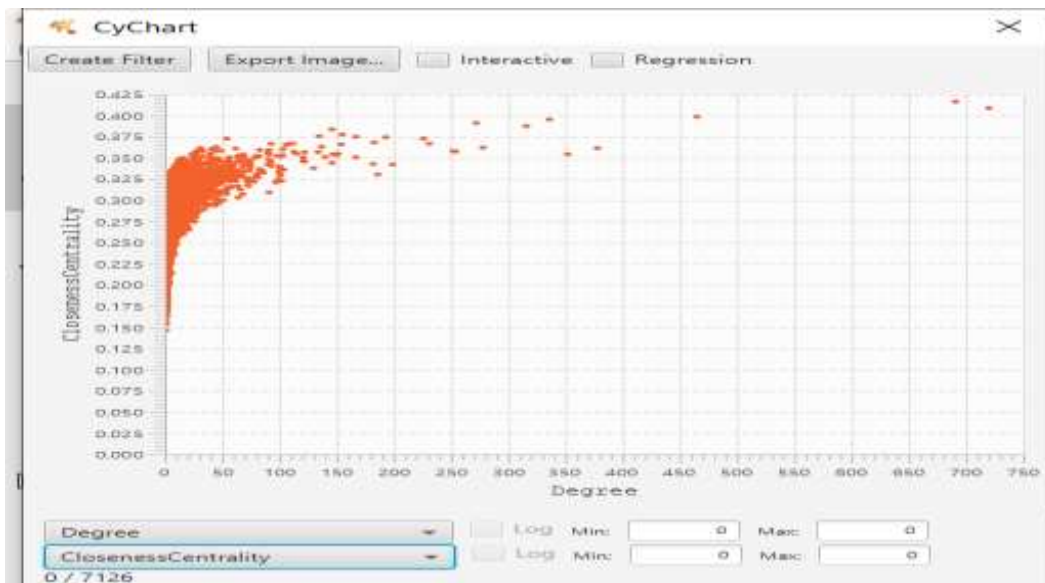 CyChart
Create Filter Export Image... Interactive Regression
0.425
0.400
0.375
0.350
0.325
0.300
0.275
0.250
0.225
0.200
0.175
0.150
0.125
0.100
0.075
0.050
0.025
0.000
ClosenessCentrality
0 50 100 150 200 250 300 350 400 450 500 550 600 650 700 750
Degree
Degree Log Min: 0 Max: 0
ClosenessCentrality Log Min: 0 Max: 0
0 / 7126